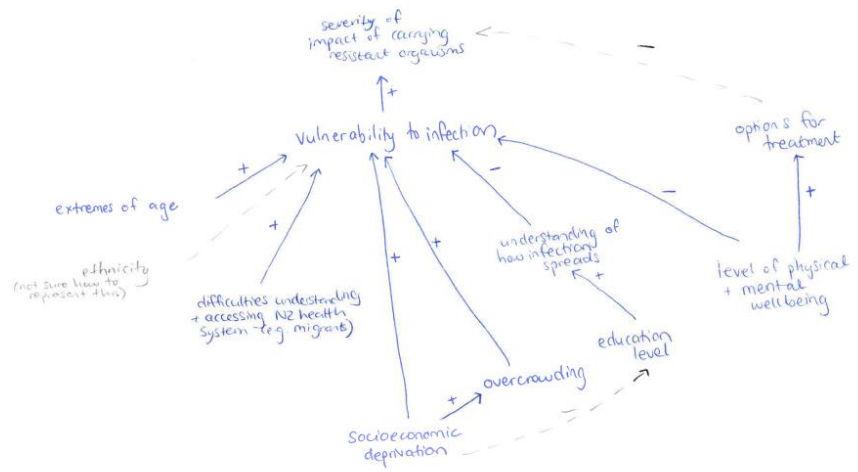 severity of
impact of carrying
resistant organisms
−
+
options for
treatment
vulnerability to infection
+
−
−
+
extremes of age
+
+
+
understanding of
how infection
spreads
ethnicity
(not sure how to
represent this)
level of physical
+ mental
wellbeing
+
difficulties understanding
+ accessing NZ health
system (e.g. migrants)
education
level
overcrowding
+
−
Socioeconomic
deprivation